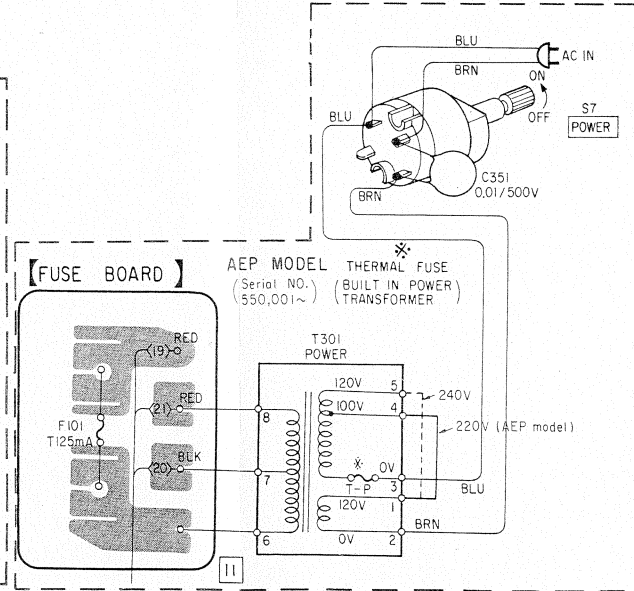 BLU
AC IN
BRN
ON
OFF
S7
POWER
BLU
C351
0,01/500V
BRN
【FUSE BOARD】
AEP MODEL
(Serial NO. 550,001~)
※
THERMAL FUSE
(BUILT IN POWER TRANSFORMER)
T301
POWER
RED
(19)
RED
(21)
F101
T125mA
BLK
(20)
8
7
6
120V
5
100V
4
※
0V
T-P
3
120V
1
0V
2
240V
220V (AEP model)
BLU
BRN
11